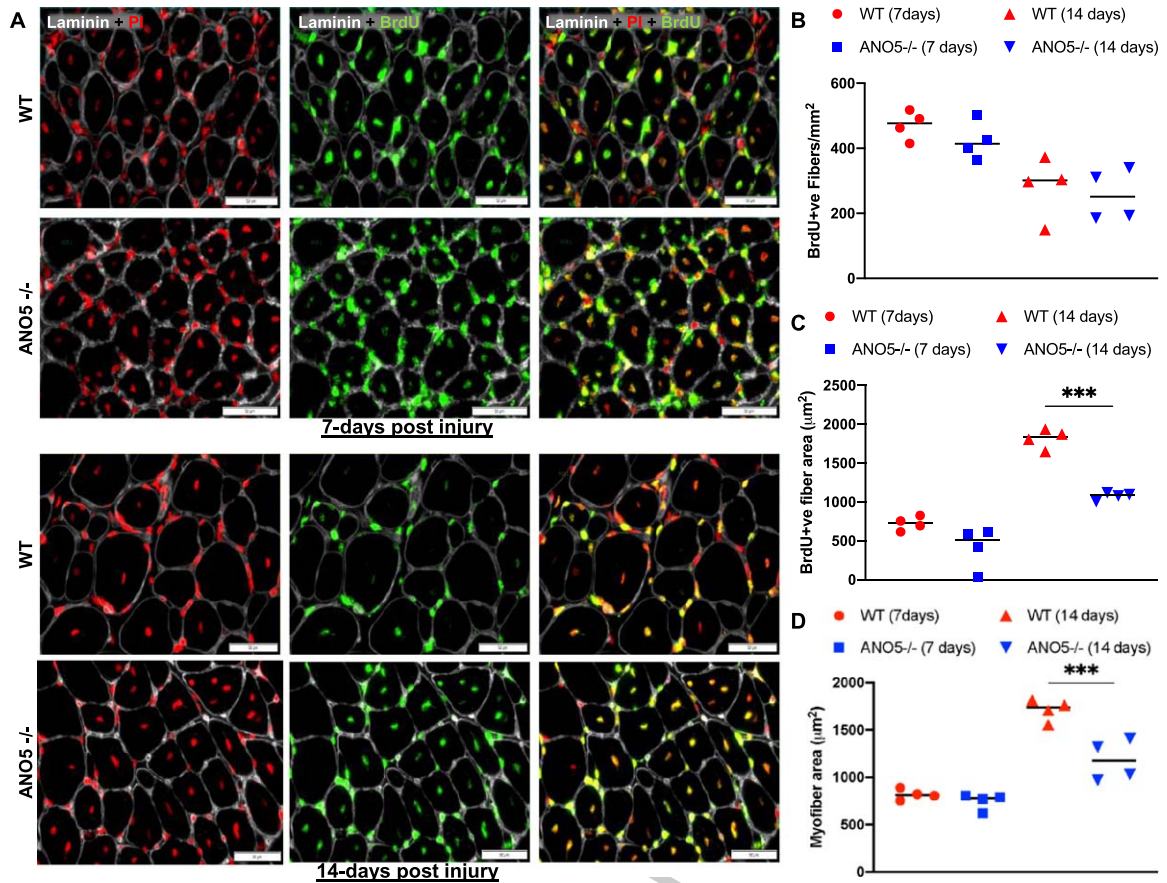 A
Laminin + PI
Laminin + BrdU
Laminin + PI + BrdU
WT
ANO5 -/-
7-days post injury
WT
ANO5 -/-
14-days post injury
B
WT (7days)
WT (14 days)
ANO5-/- (7 days)
ANO5-/- (14 days)
BrdU+ve Fibers/mm²
600
400
200
0
C
WT (7days)
WT (14 days)
ANO5-/- (7 days)
ANO5-/- (14 days)
BrdU+ve fiber area (µm²)
2500
2000
1500
1000
500
0
***
D
WT (7days)
WT (14 days)
ANO5-/- (7 days)
ANO5-/- (14 days)
Myofiber area (µm²)
2000
1500
1000
500
0
***